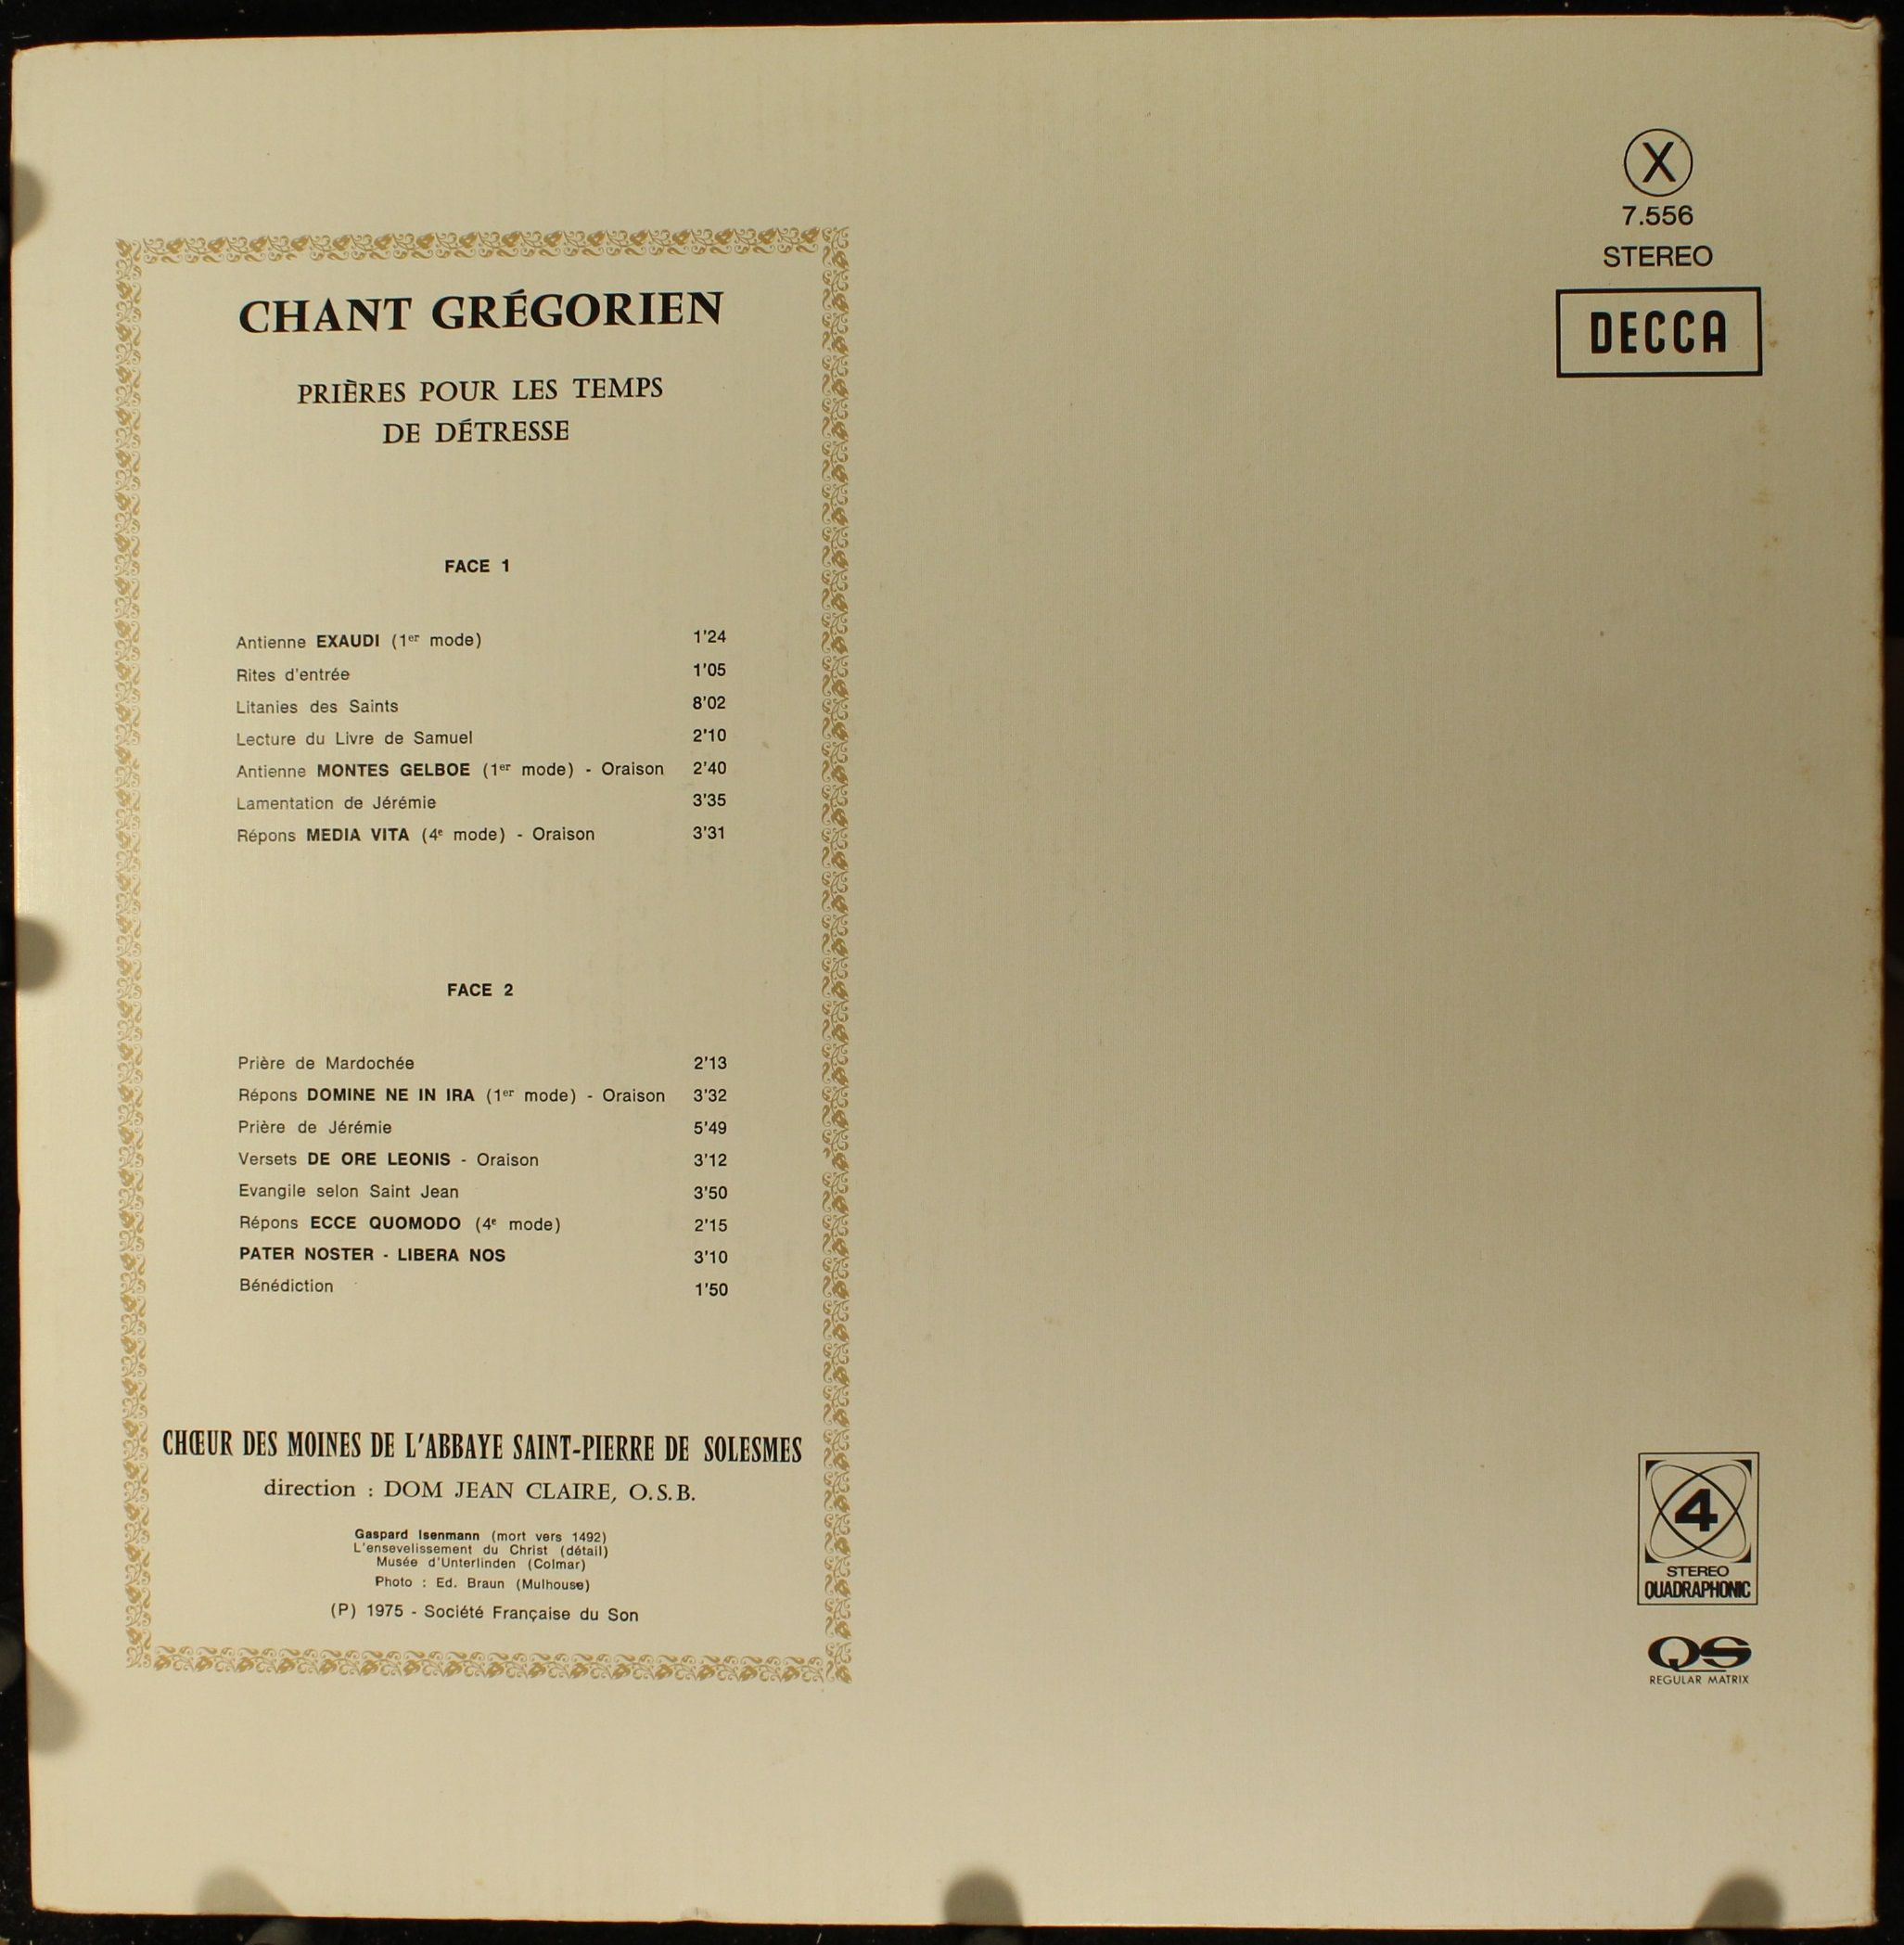 CHANT GRÉGORIEN
PRIÈRES POUR LES TEMPS
DE DÉTRESSE
FACE 1
Antienne EXAUDI (1er mode) 1'24
Rites d'entrée 1'05
Litanies des Saints 8'02
Lecture du Livre de Samuel 2'10
Antienne MONTES GELBOE (1er mode) - Oraison 2'40
Lamentation de Jérémie 3'35
Répons MEDIA VITA (4e mode) - Oraison 3'31
FACE 2
Prière de Mardochée 2'13
Répons DOMINE NE IN IRA (1er mode) - Oraison 3'32
Prière de Jérémie 5'49
Versets DE ORE LEONIS - Oraison 3'12
Evangile selon Saint Jean 3'50
Répons ECCE QUOMODO (4e mode) 2'15
PATER NOSTER - LIBERA NOS 3'10
Bénédiction 1'50
CHŒUR DES MOINES DE L'ABBAYE SAINT-PIERRE DE SOLESMES
direction : DOM JEAN CLAIRE, O.S.B.
Gaspard Isenmann (mort vers 1492)
L'ensevelissement du Christ (détail)
Musée d'Unterlinden (Colmar)
Photo : Ed. Braun (Mulhouse)
(P) 1975 - Société Française du Son
X
7.556
STEREO
DECCA
4
STEREO
QUADRAPHONIC
QS
REGULAR MATRIX